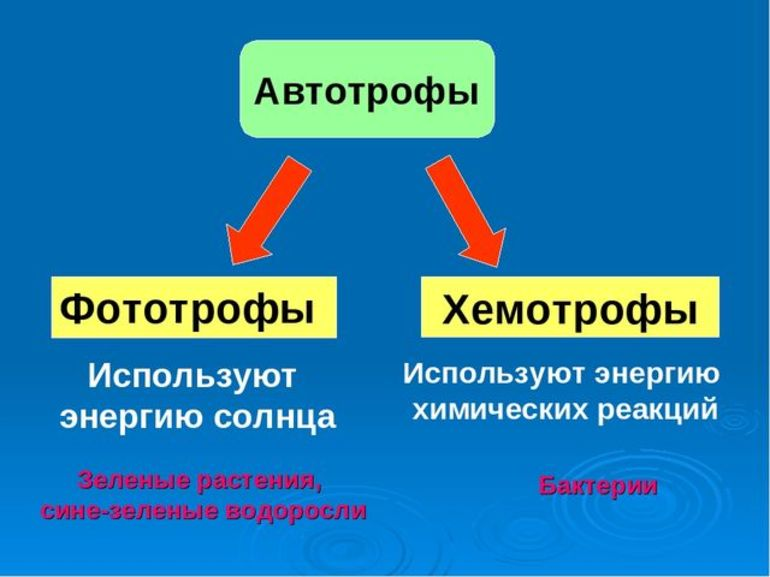 Автотрофы
Фототрофы
Хемотрофы
Используют
энергию солнца
Используют энергию
химических реакций
Зеленые растения,
сине-зеленые водоросли
Бактерии